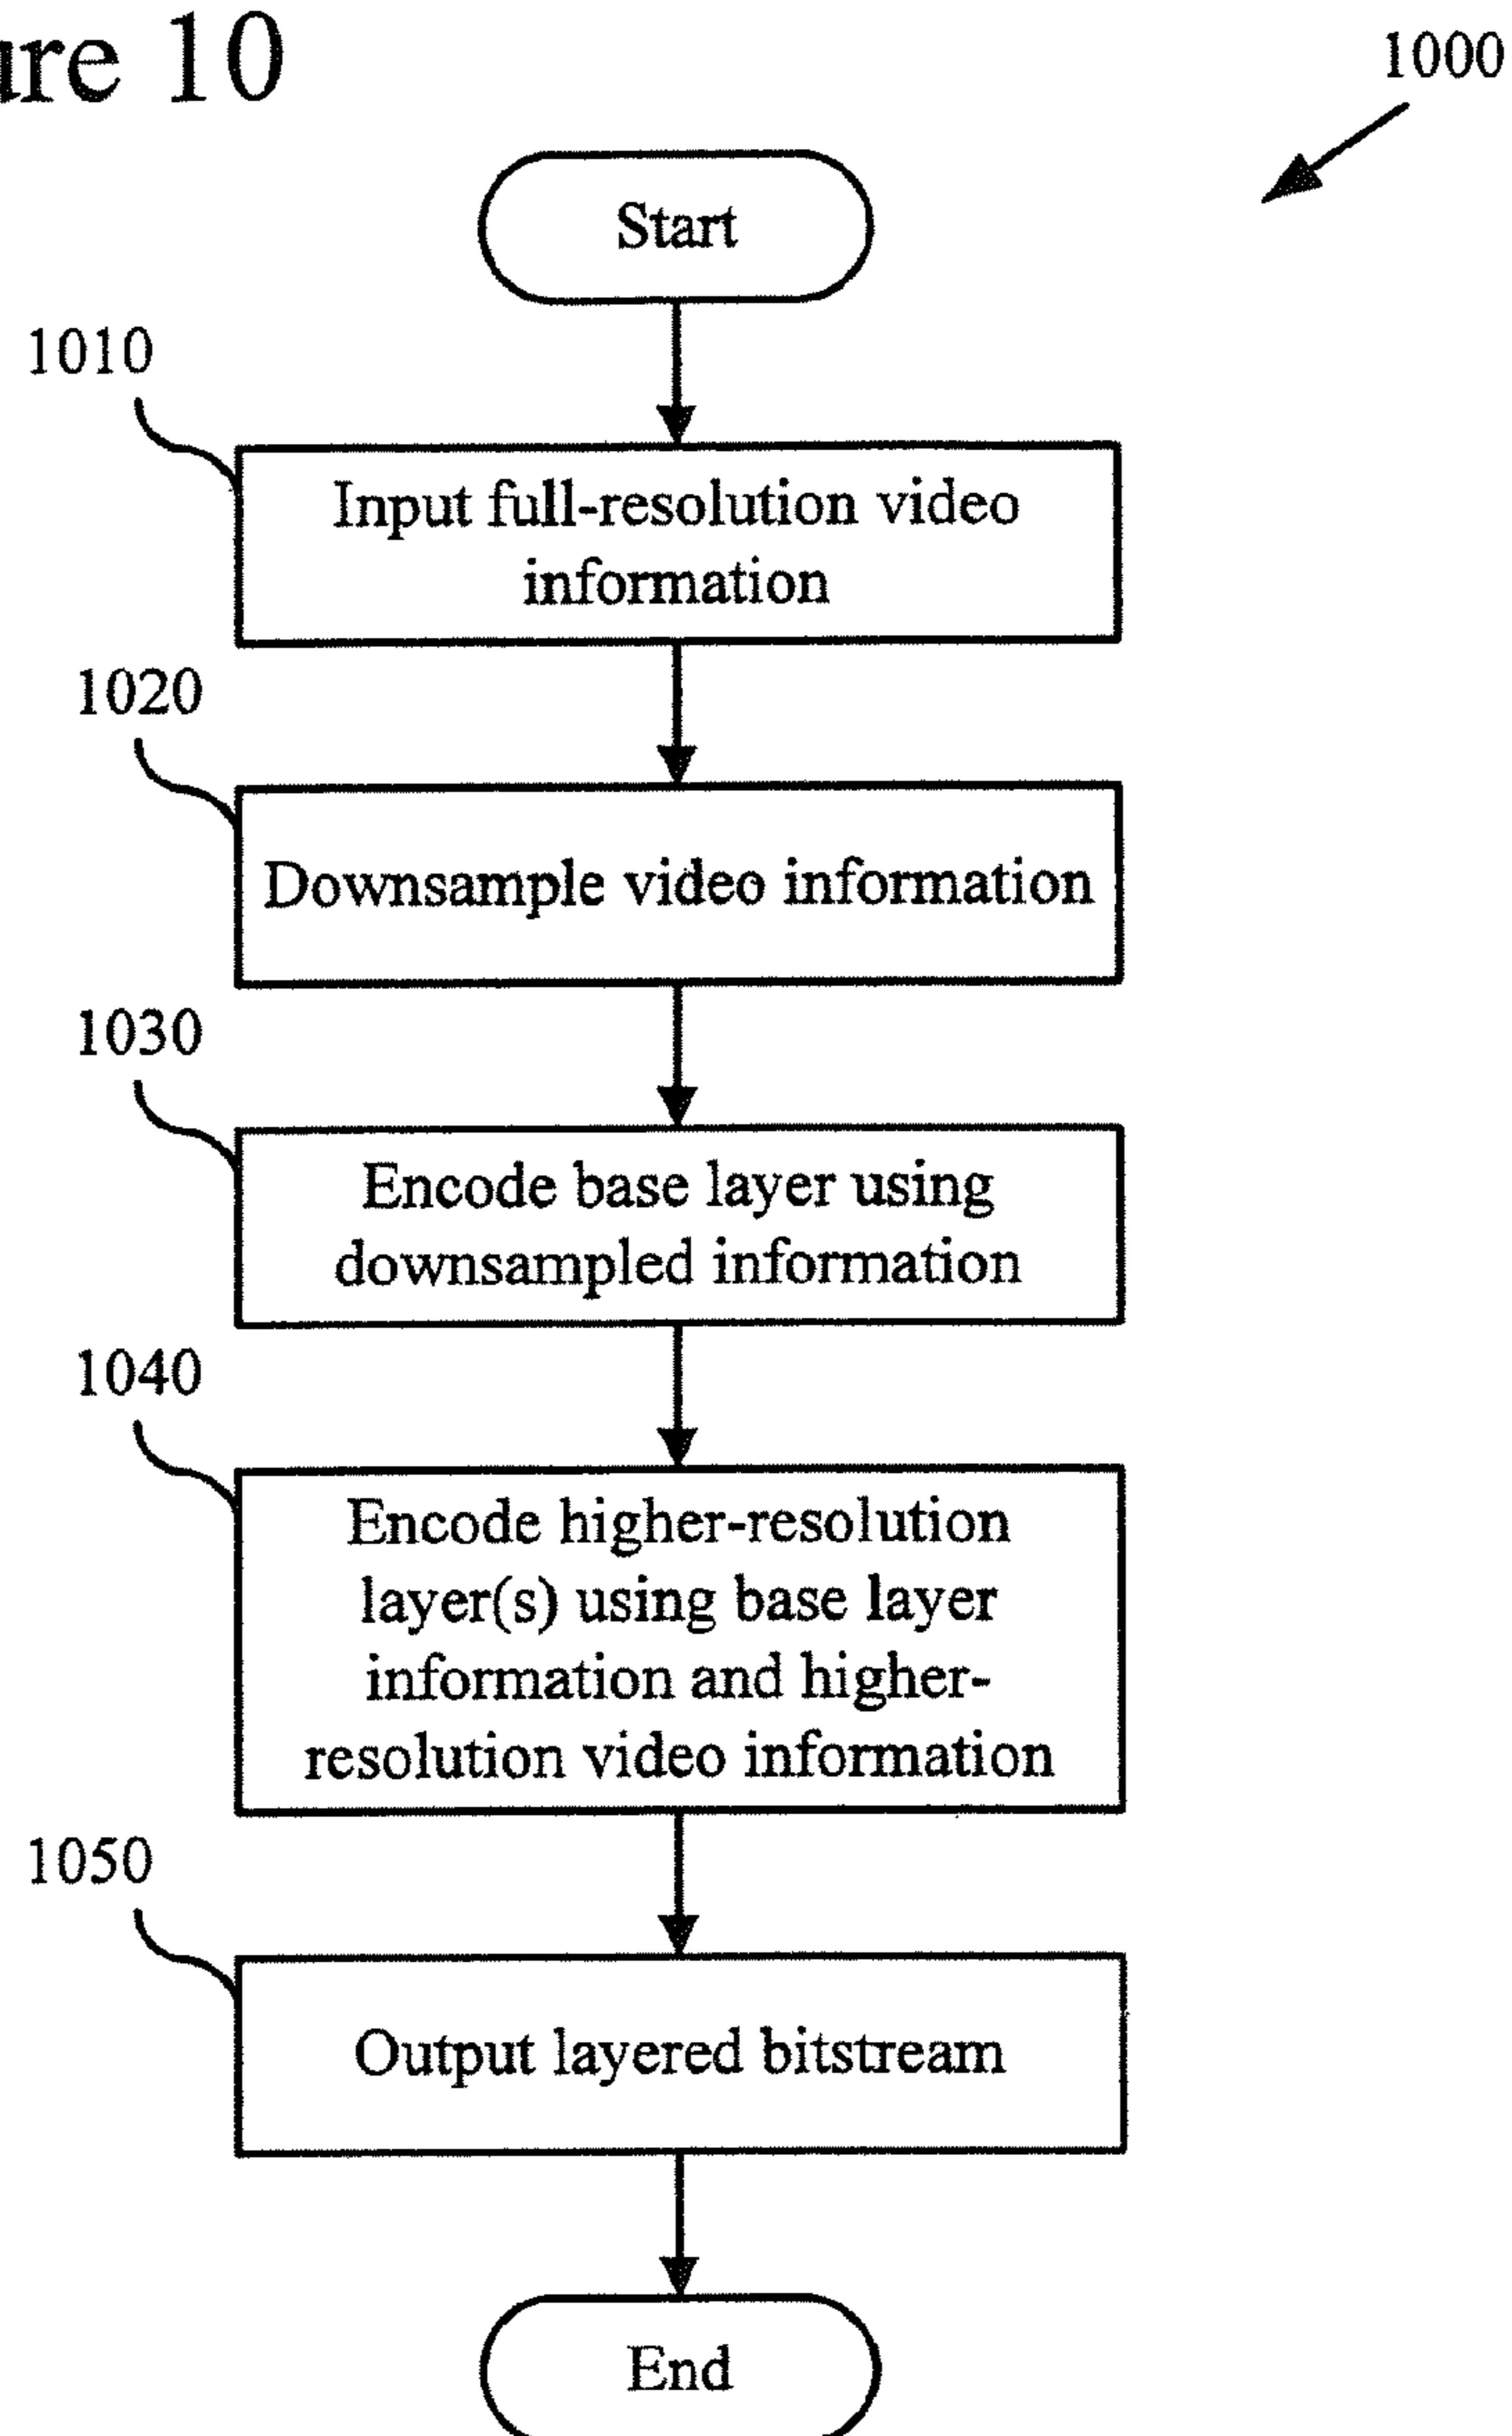 10
1000
Start
1010
Input full-resolution video
information
1020
Downsample video information
1030
Encode base layer using
downsampled information
1040
Encode higher-resolution
layer(s) using base layer
information and higher-
resolution video information
1050
Output layered bitstream
End